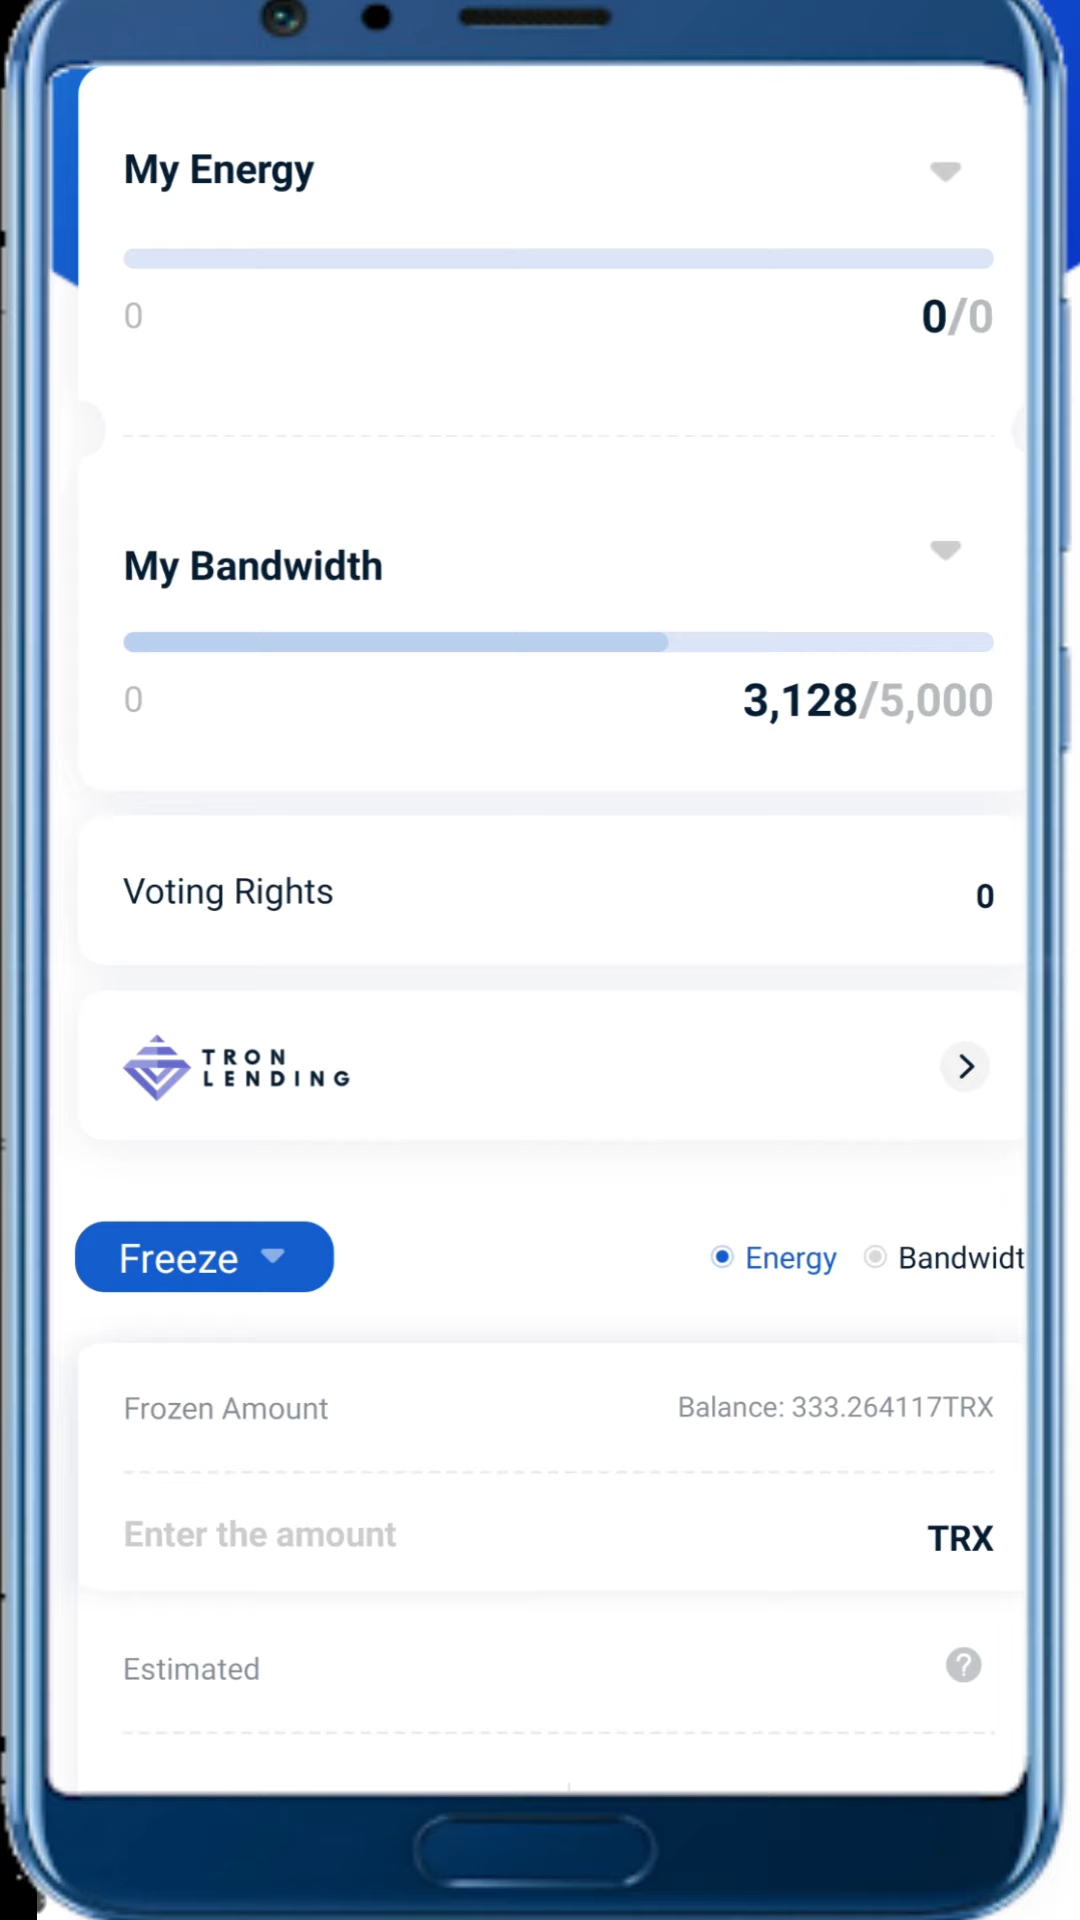 My Energy
0
0/0
My Bandwidth
0
3,128/5,000
Voting Rights
0
TRON
LENDING
Freeze
Energy
Bandwidt
Frozen Amount
Balance: 333.264117TRX
Enter the amount
TRX
Estimated
?